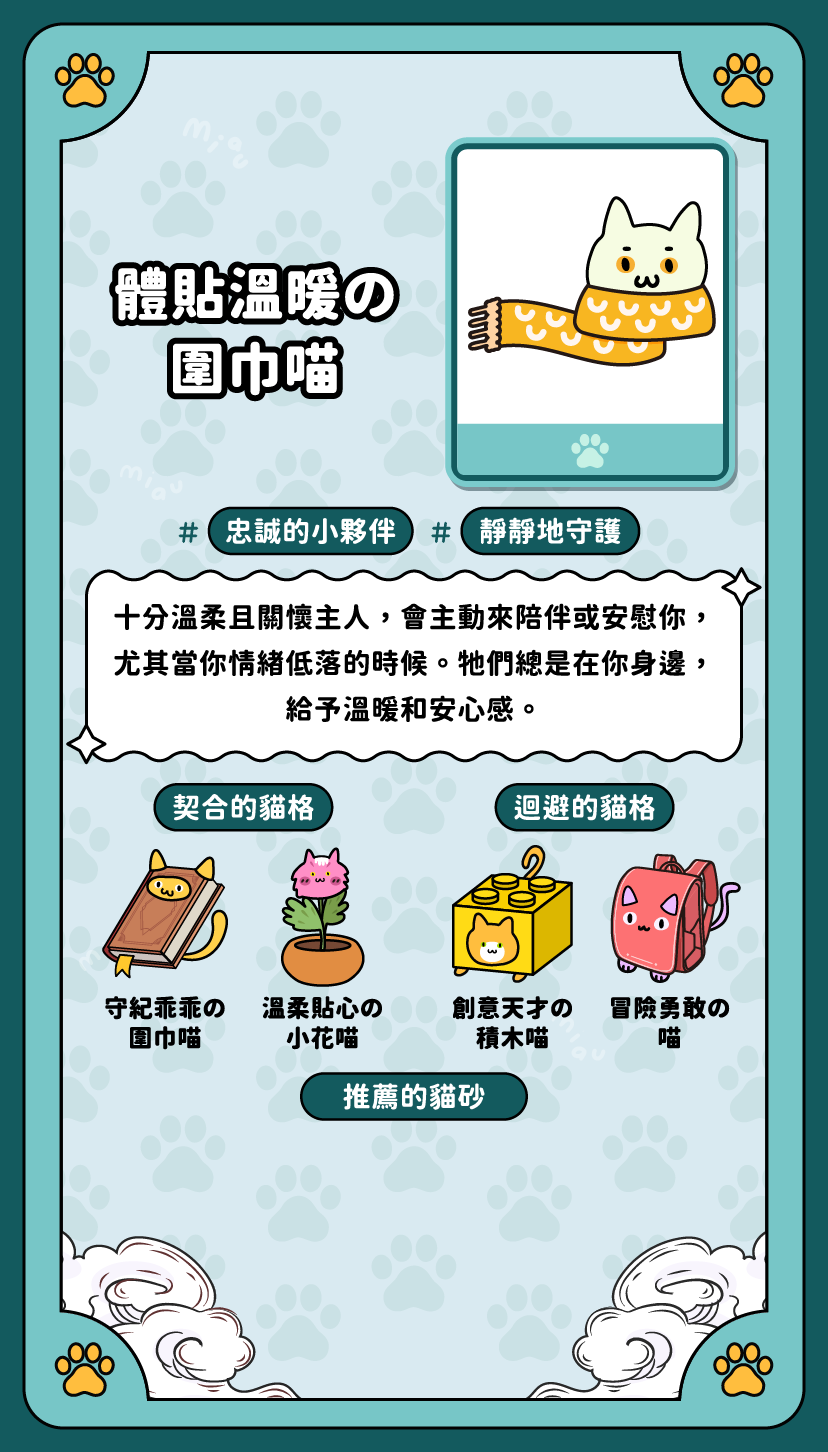 miau
體貼溫暖の
圍巾喵
miau
# 忠誠的小夥伴 # 靜靜地守護
十分溫柔且關懷主人，會主動來陪伴或安慰你，
尤其當你情緒低落的時候。牠們總是在你身邊，
給予溫暖和安心感。
契合的貓格
迴避的貓格
守紀乖乖の
圍巾喵
溫柔貼心の
小花喵
創意天才の
積木喵
冒險勇敢の
喵
miau
推薦的貓砂